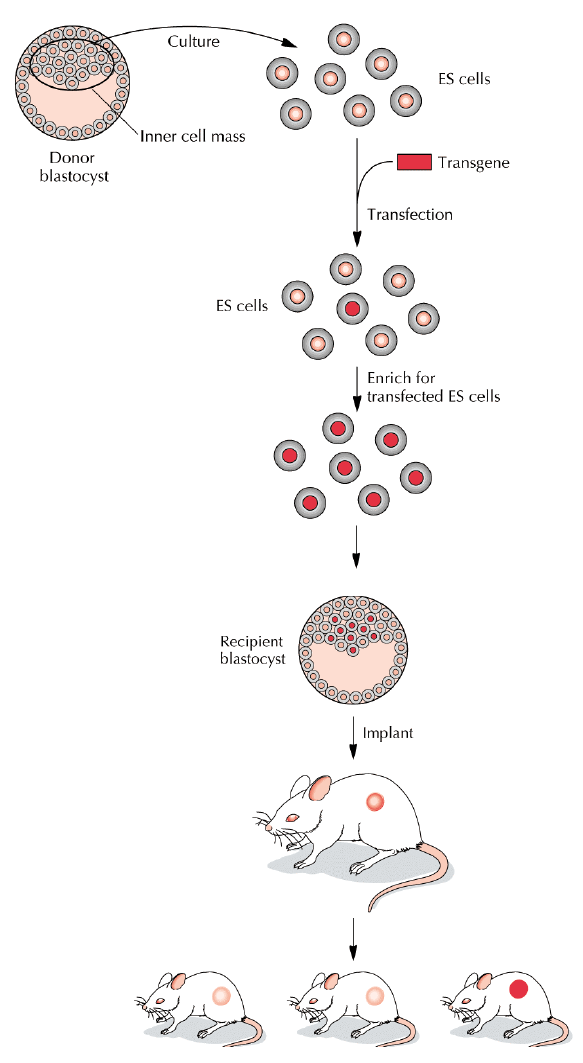 Culture
ES cells
Inner cell mass
Donor
blastocyst
Transgene
Transfection
ES cells
Enrich for
transfected ES cells
Recipient
blastocyst
Implant